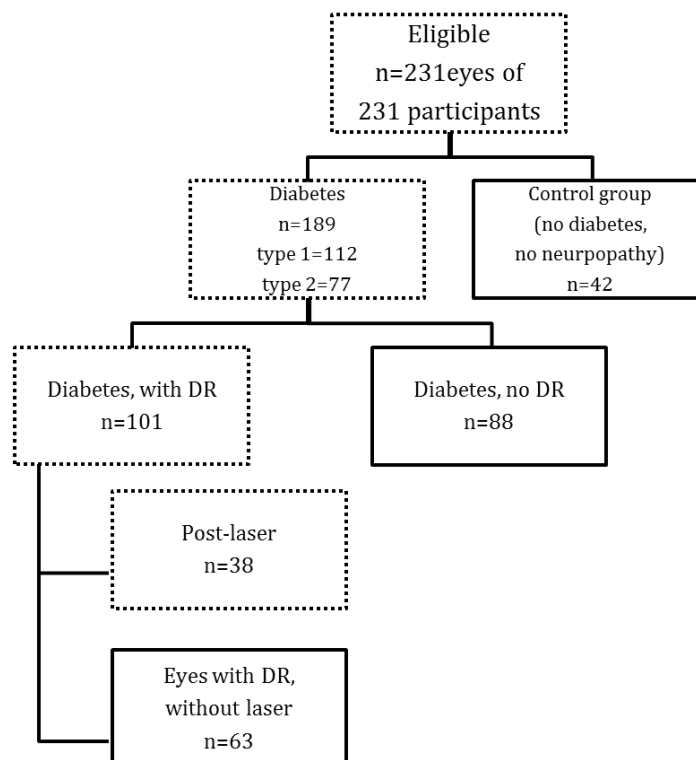 Eligible
n=231eyes of
231 participants
Diabetes
n=189
type 1=112
type 2=77
Control group
(no diabetes,
no neurpopathy)
n=42
Diabetes, with DR
n=101
Diabetes, no DR
n=88
Post-laser
n=38
Eyes with DR,
without laser
n=63